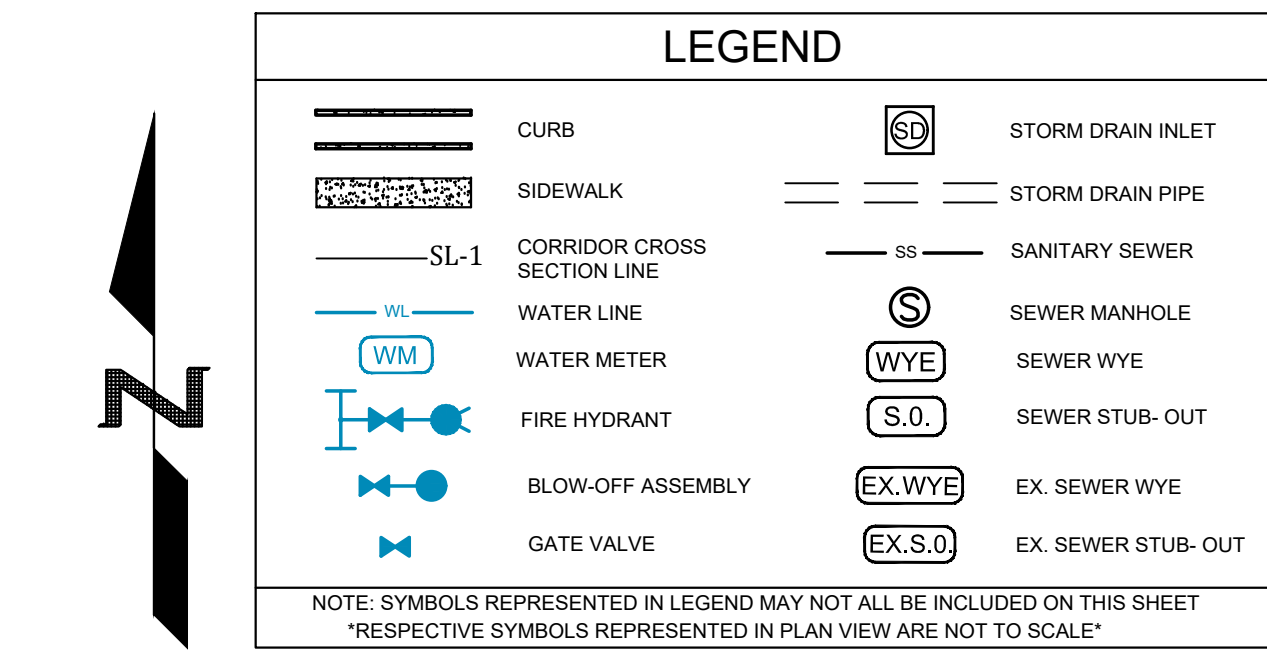 LEGEND
CURB
SIDEWALK
SL-1 CORRIDOR CROSS
SECTION LINE
WL WATER LINE
WM WATER METER
FIRE HYDRANT
BLOW-OFF ASSEMBLY
GATE VALVE
SD STORM DRAIN INLET
STORM DRAIN PIPE
SS SANITARY SEWER
S SEWER MANHOLE
WYE SEWER WYE
S.O. SEWER STUB- OUT
EX.WYE EX. SEWER WYE
EX.S.O. EX. SEWER STUB- OUT
N
NOTE: SYMBOLS REPRESENTED IN LEGEND MAY NOT ALL BE INCLUDED ON THIS SHEET
*RESPECTIVE SYMBOLS REPRESENTED IN PLAN VIEW ARE NOT TO SCALE*